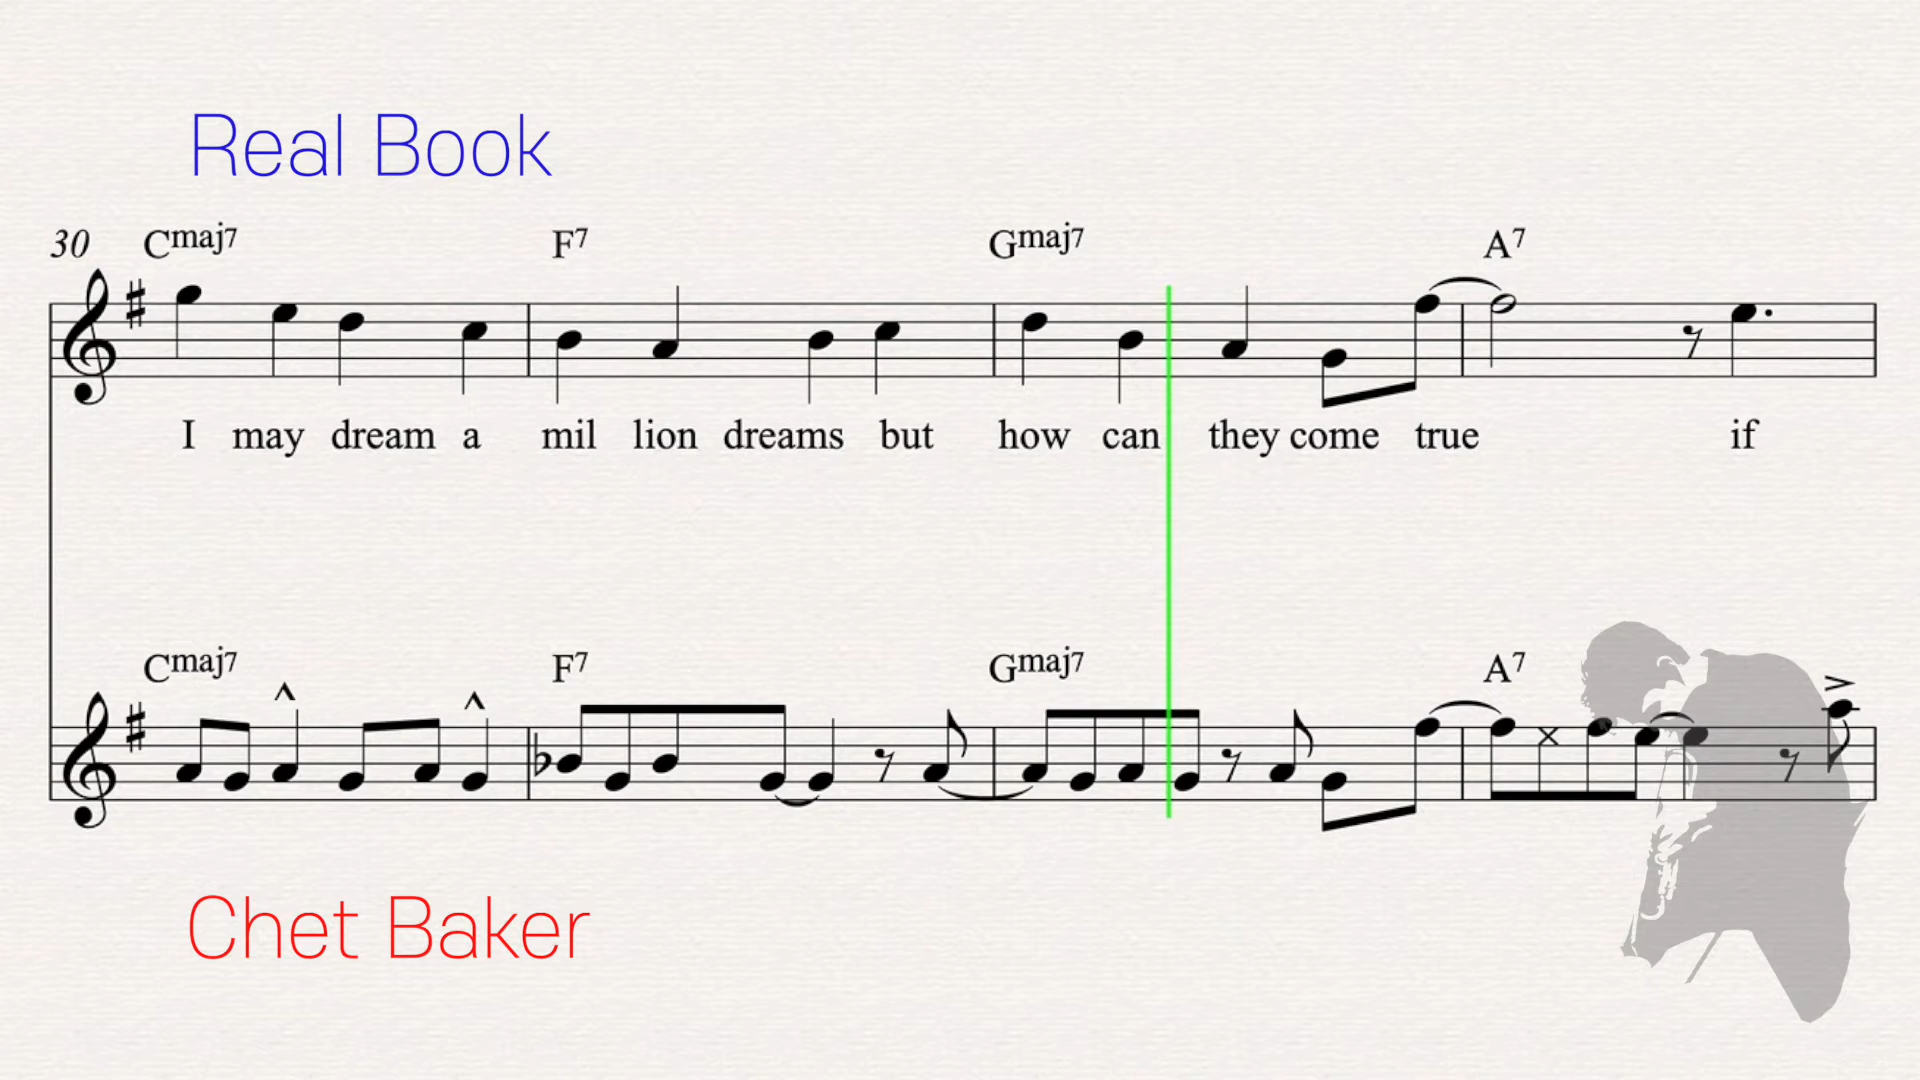 Real Book
30 Cmaj7 F7 Gmaj7 A7
I may dream a mil lion dreams but how can they come true if
Cmaj7 F7 Gmaj7 A7
Chet Baker